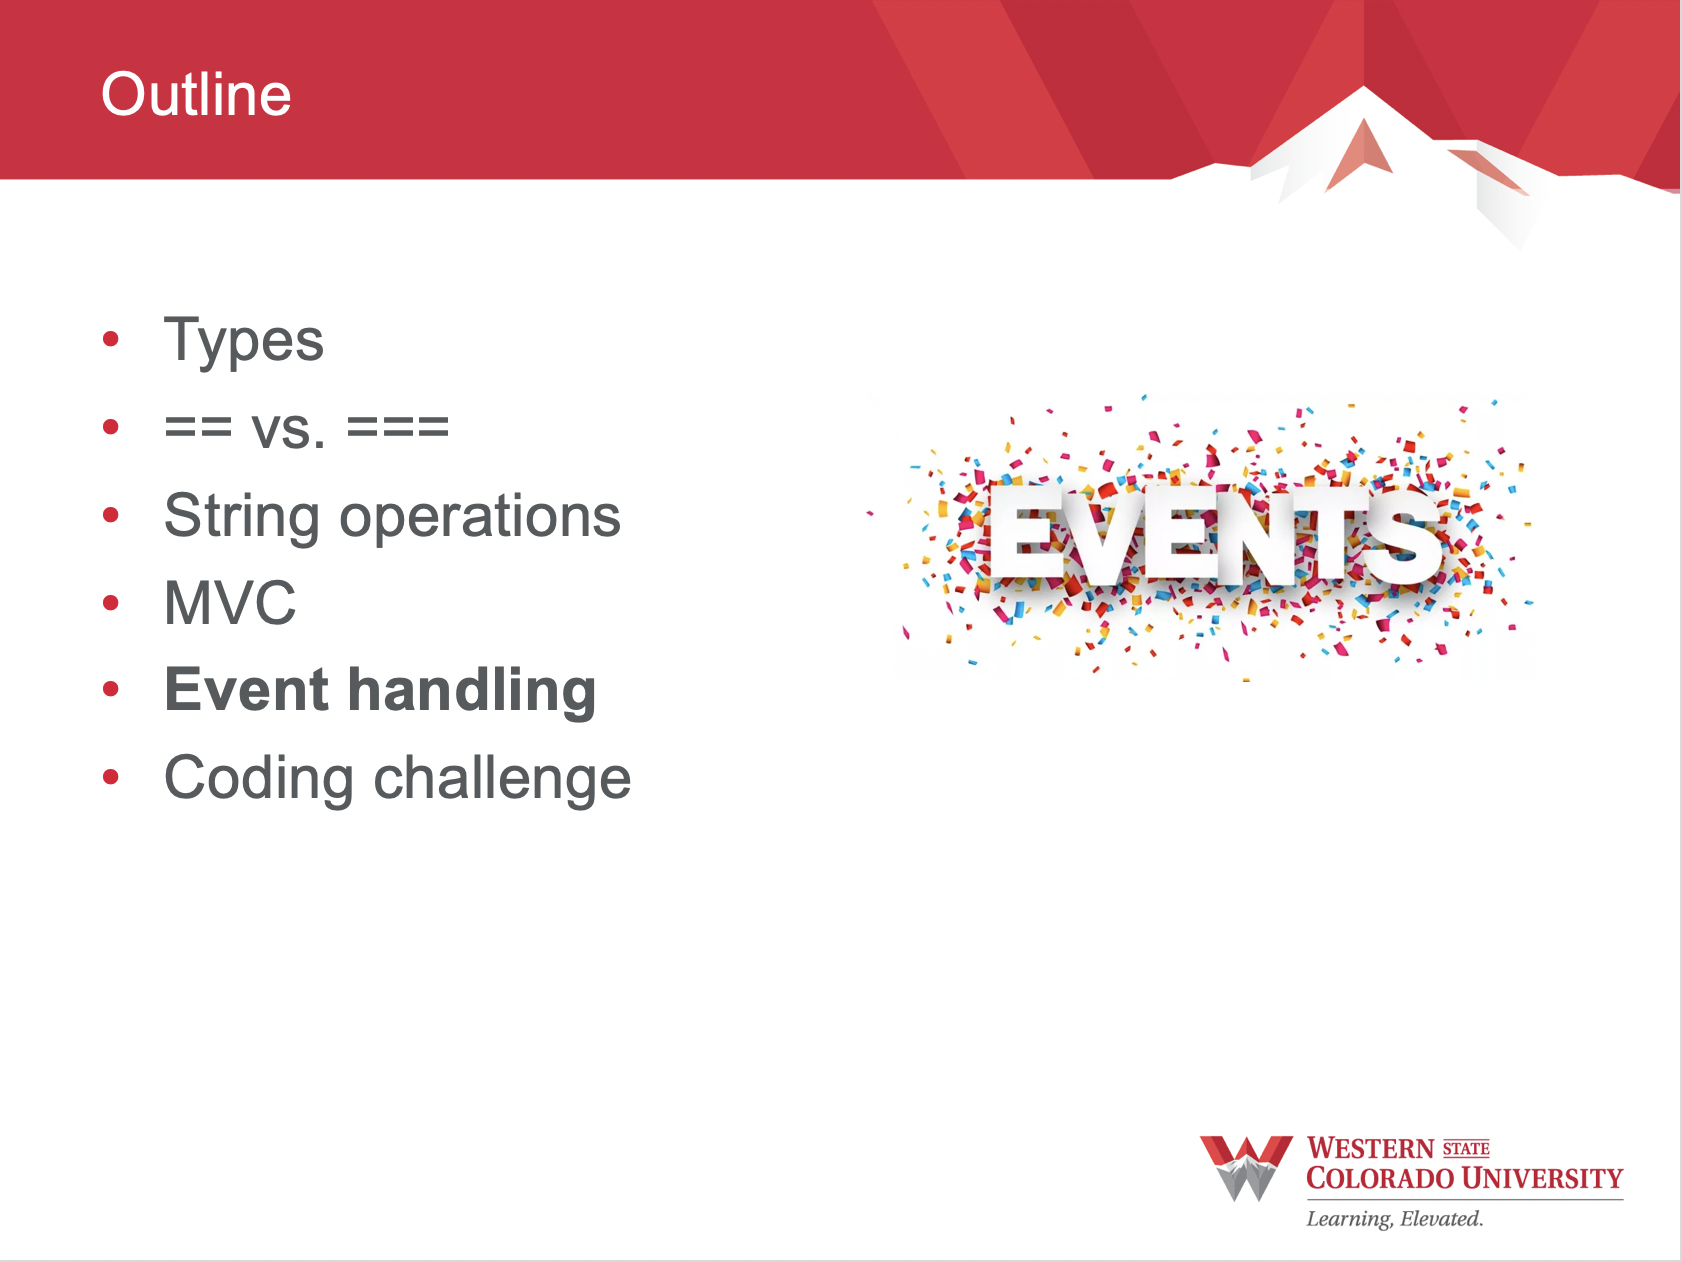 Outline
• Types
• == vs. ===
• String operations
• MVC
• Event handling
• Coding challenge
EVENTS
WESTERN STATE
COLORADO UNIVERSITY
Learning, Elevated.